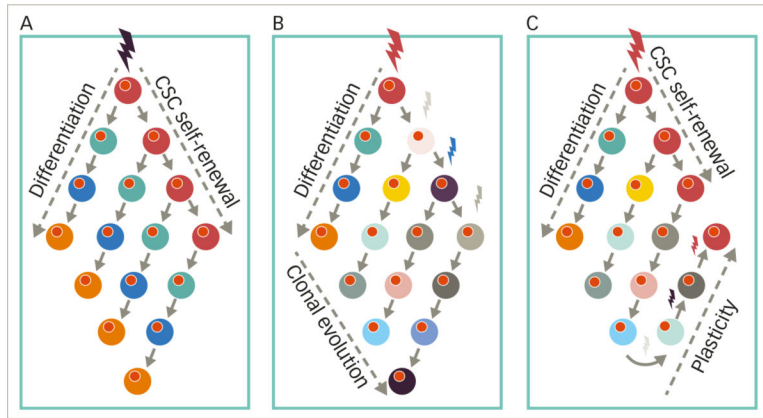 A
Differentiation
CSC self-renewal
B
Differentiation
Clonal evolution
C
Differentiation
CSC self-renewal
Plasticity